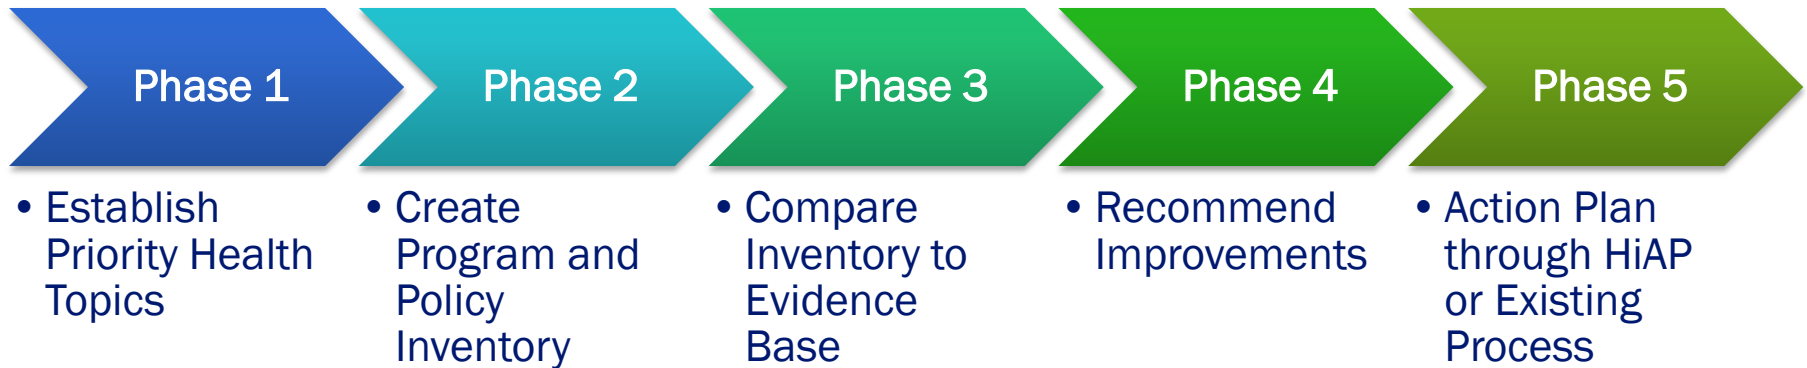 Phase 1
Phase 2
Phase 3
Phase 4
Phase 5
• Establish
Priority Health
Topics
• Create
Program and
Policy
Inventory
• Compare
Inventory to
Evidence
Base
• Recommend
Improvements
• Action Plan
through HiAP
or Existing
Process